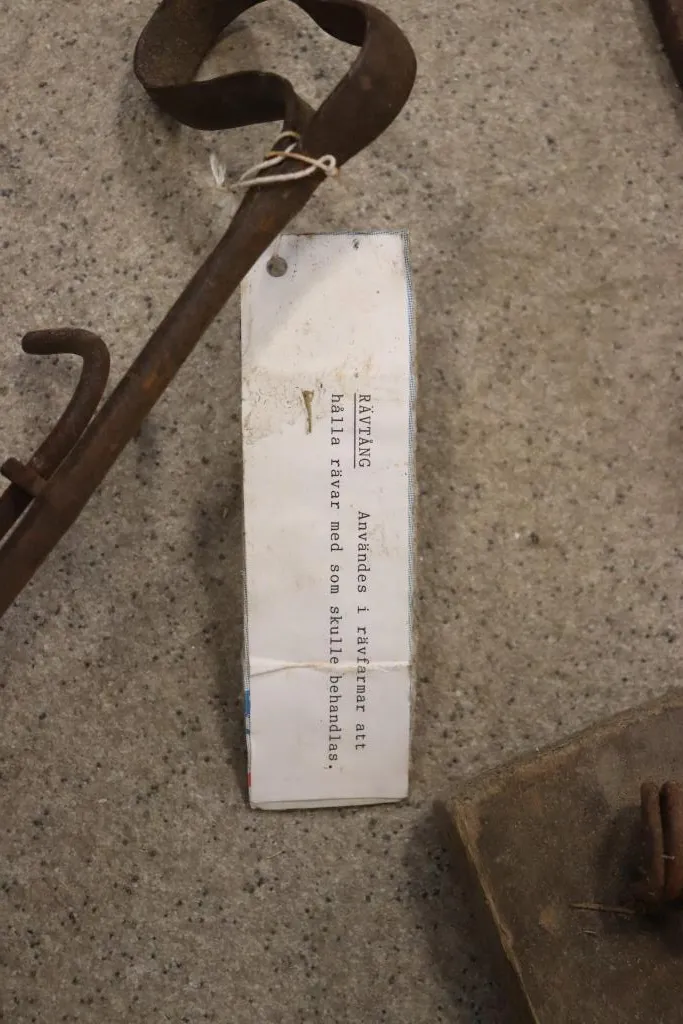 RÄVTÅNG Användes i rävfarmar att
hålla rävar med som skulle behandlas.